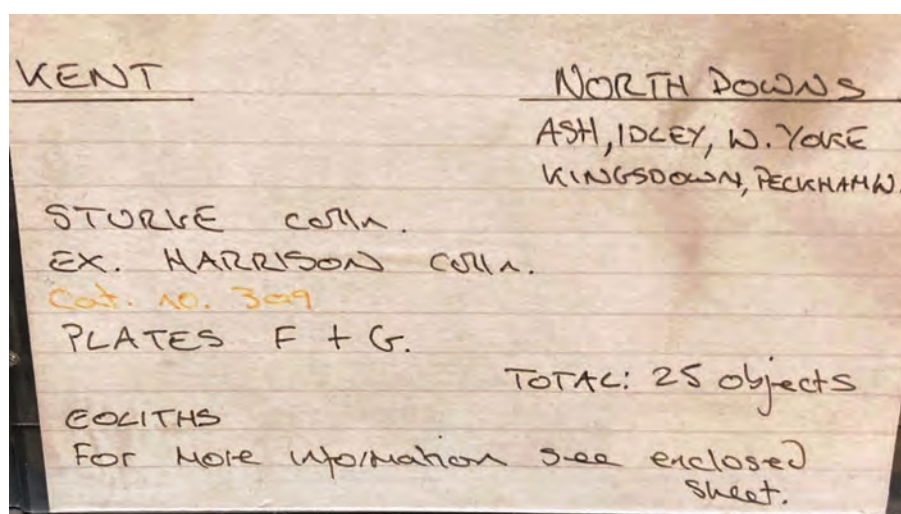 KENT NORTH DOWNS
ASH, IDLEY, W. YOKE
KINGSDOWN, PECKHAM W.
STURGE colln.
EX. HARRISON colln.
Cat. no. 309
PLATES F + G.
TOTAL: 25 objects
EOLITHS
For more information see enclosed
sheet.